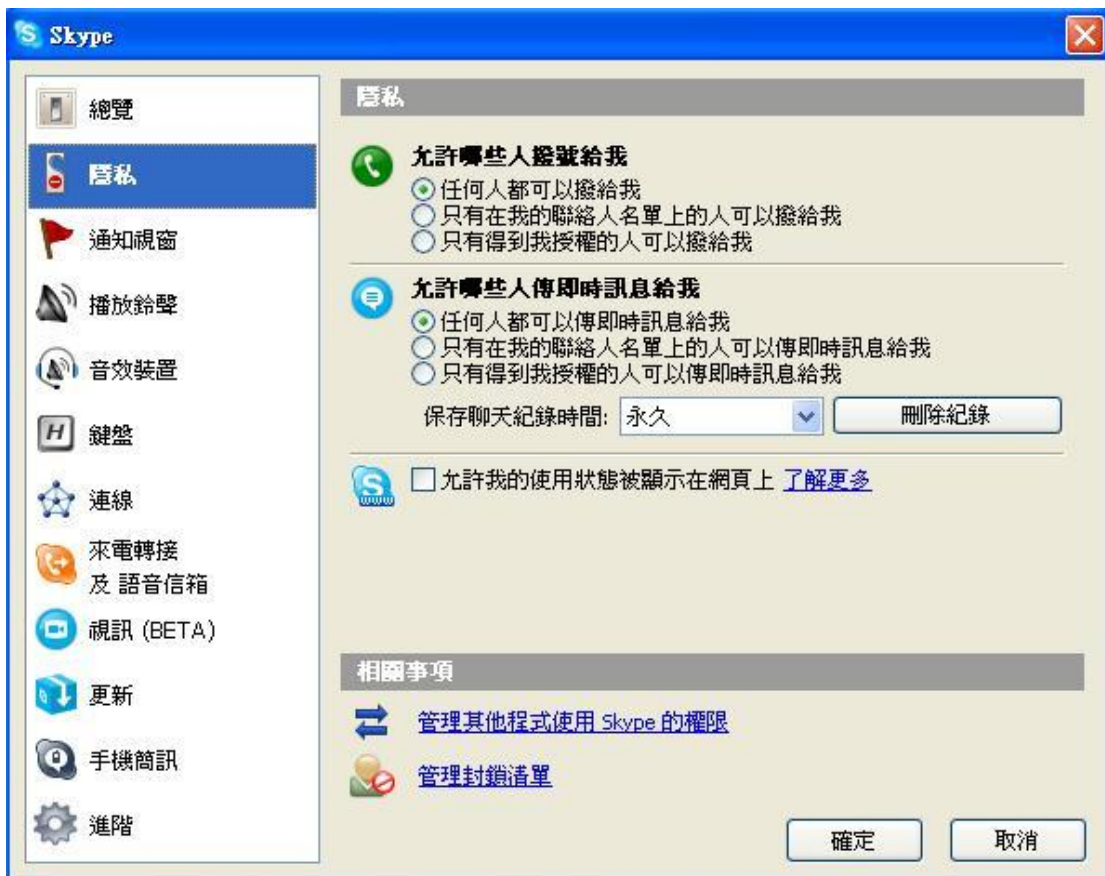 Skype
總覽
隱私
通知視窗
播放鈴聲
音效裝置
鍵盤
連線
來電轉接
及 語音信箱
視訊 (BETA)
更新
手機簡訊
進階
隱私
允許哪些人撥號給我
任何人都可以撥給我
只有在我的聯絡人名單上的人可以撥給我
只有得到我授權的人可以撥給我
允許哪些人傳即時訊息給我
任何人都可以傳即時訊息給我
只有在我的聯絡人名單上的人可以傳即時訊息給我
只有得到我授權的人可以傳即時訊息給我
保存聊天紀錄時間: 永久 刪除紀錄
允許我的使用狀態被顯示在網頁上 了解更多
相關事項
管理其他程式使用 Skype 的權限
管理封鎖清單
確定 取消